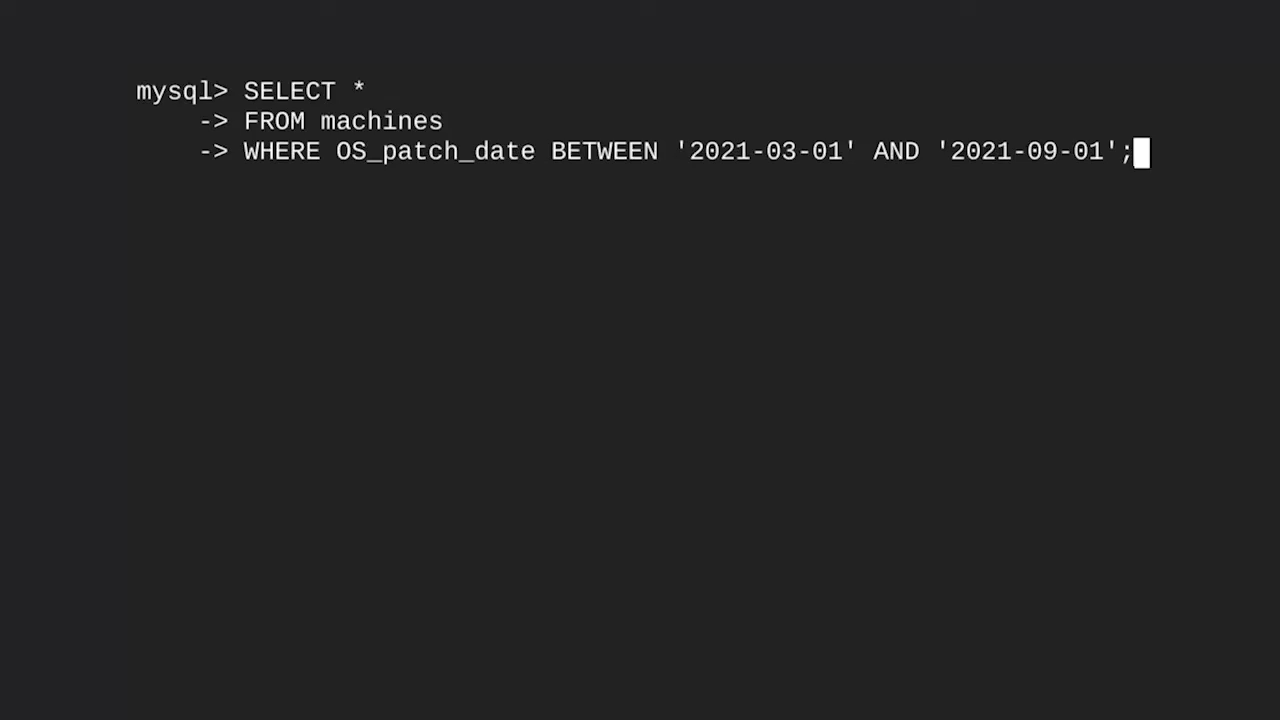 mysql> SELECT *
-> FROM machines
-> WHERE OS_patch_date BETWEEN '2021-03-01' AND '2021-09-01';